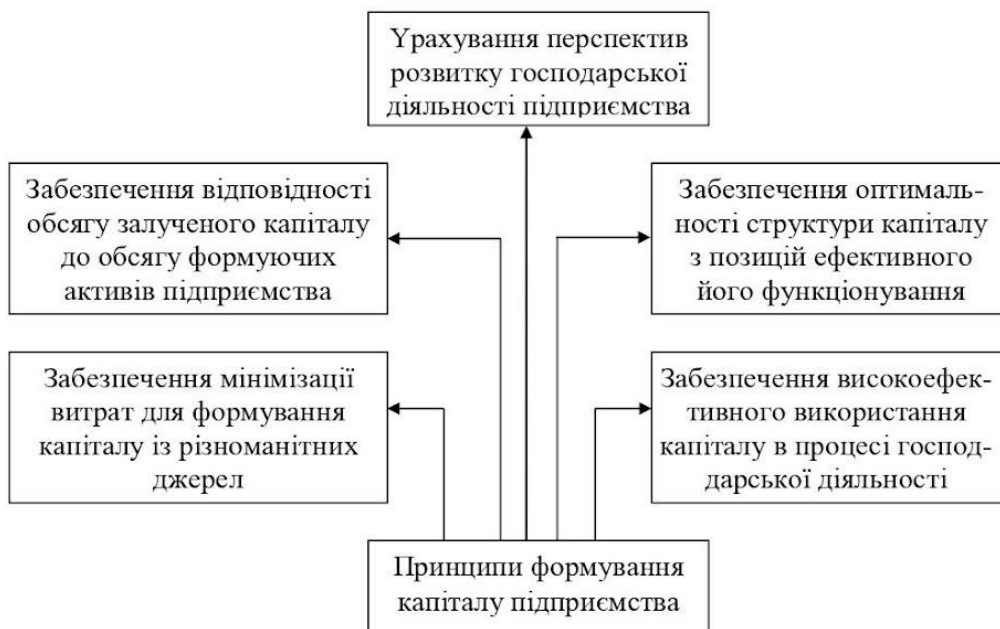 Урахування перспектив
розвитку господарської
діяльності підприємства
Забезпечення відповідності
обсягу залученого капіталу
до обсягу формуючих
активів підприємства
Забезпечення оптималь-
ності структури капіталу
з позицій ефективного
його функціонування
Забезпечення мінімізації
витрат для формування
капіталу із різноманітних
джерел
Забезпечення високоефек-
тивного використання
капіталу в процесі господ-
дарської діяльності
Принципи формування
капіталу підприємства